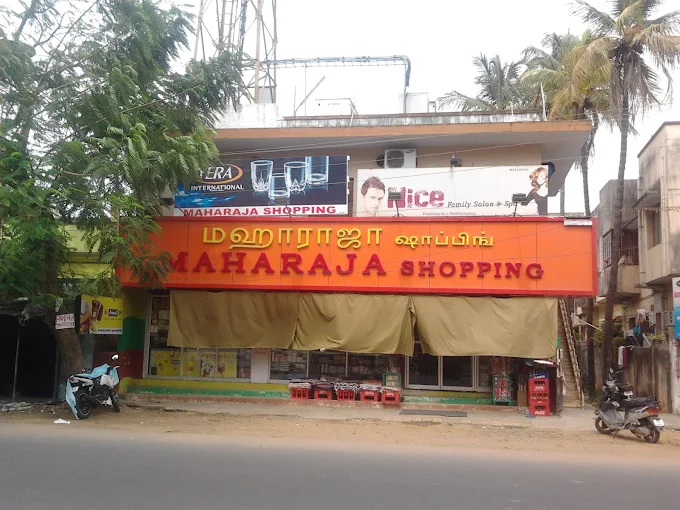 ERA
INTERNATIONAL
MAHARAJA SHOPPING
Nice
Family Salon & Spa
மஹாராஜா ஷாப்பிங்
MAHARAJA SHOPPING